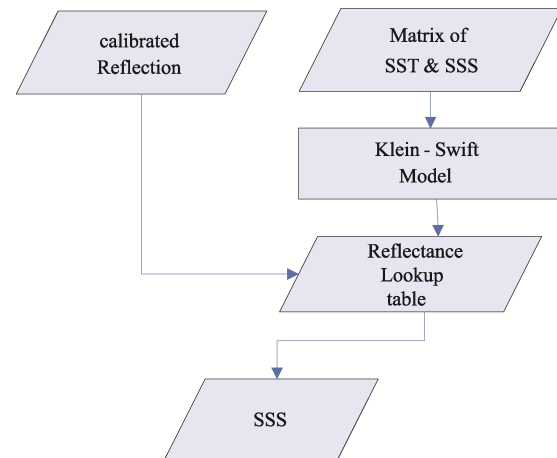 calibrated
Reflection
Matrix of
SST & SSS
Klein - Swift
Model
Reflectance
Lookup
table
SSS